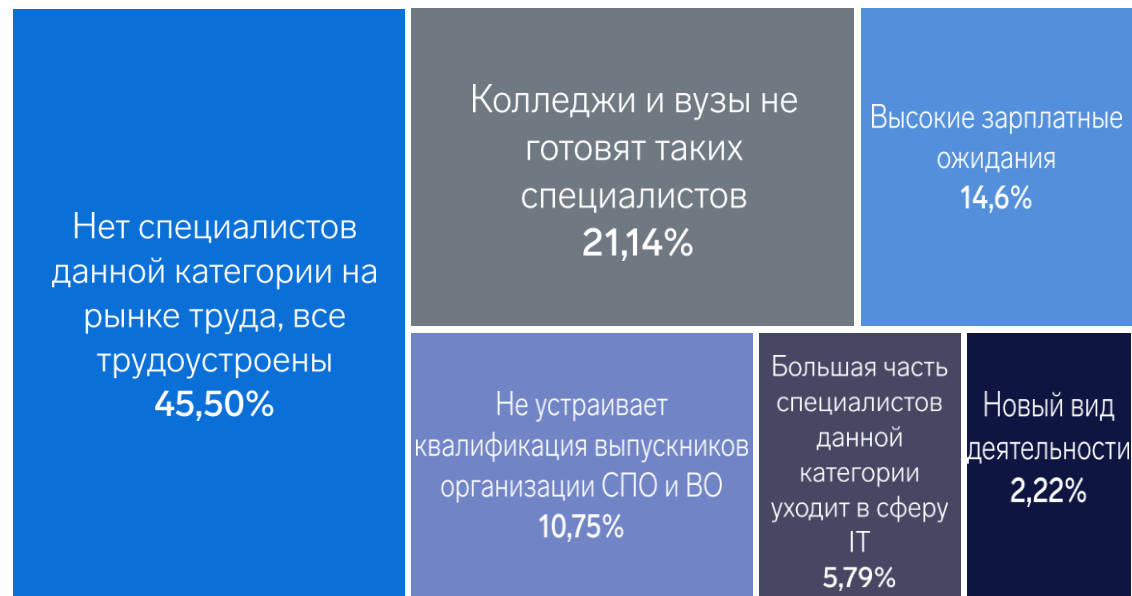 Нет специалистов
данной категории на
рынке труда, все
трудоустроены
45,50%
Колледжи и вузы не
готовят таких
специалистов
21,14%
Высокие зарплатные
ожидания
14,6%
Не устраивает
квалификация выпускников
организации СПО и ВО
10,75%
Большая часть
специалистов
данной
категории
уходит в сферу
IT
5,79%
Новый вид
деятельности
2,22%